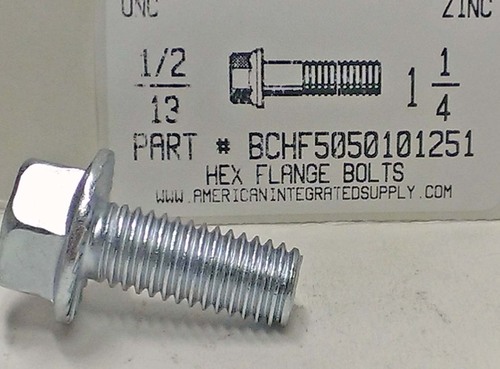 UNC ZINC
1/2
13
1 1/4
PART # BCHF5050101251
HEX FLANGE BOLTS
WWW.AMERICANINTEGRATEDSUPPLY.COM